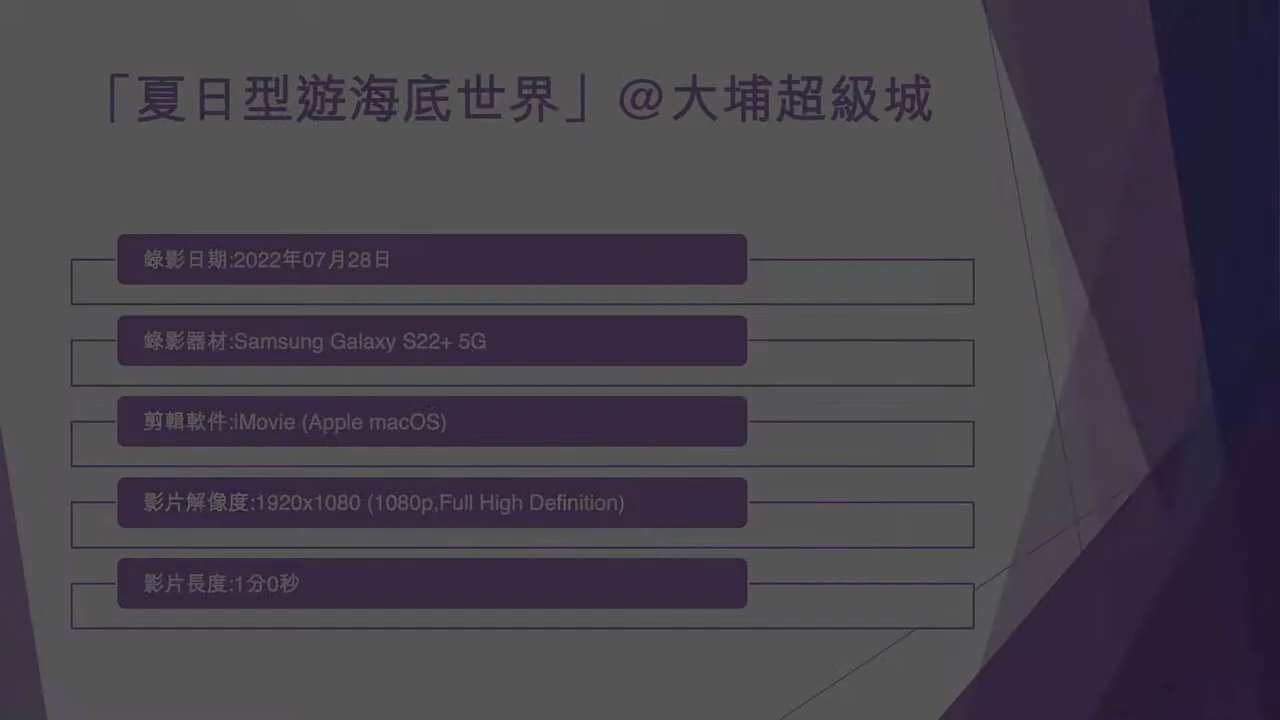 「夏日型遊海底世界」@大埔超級城
錄影日期:2022年07月28日
錄影器材:Samsung Galaxy S22+ 5G
剪輯軟件:iMovie (Apple macOS)
影片解像度:1920x1080 (1080p,Full High Definition)
影片長度:1分0秒